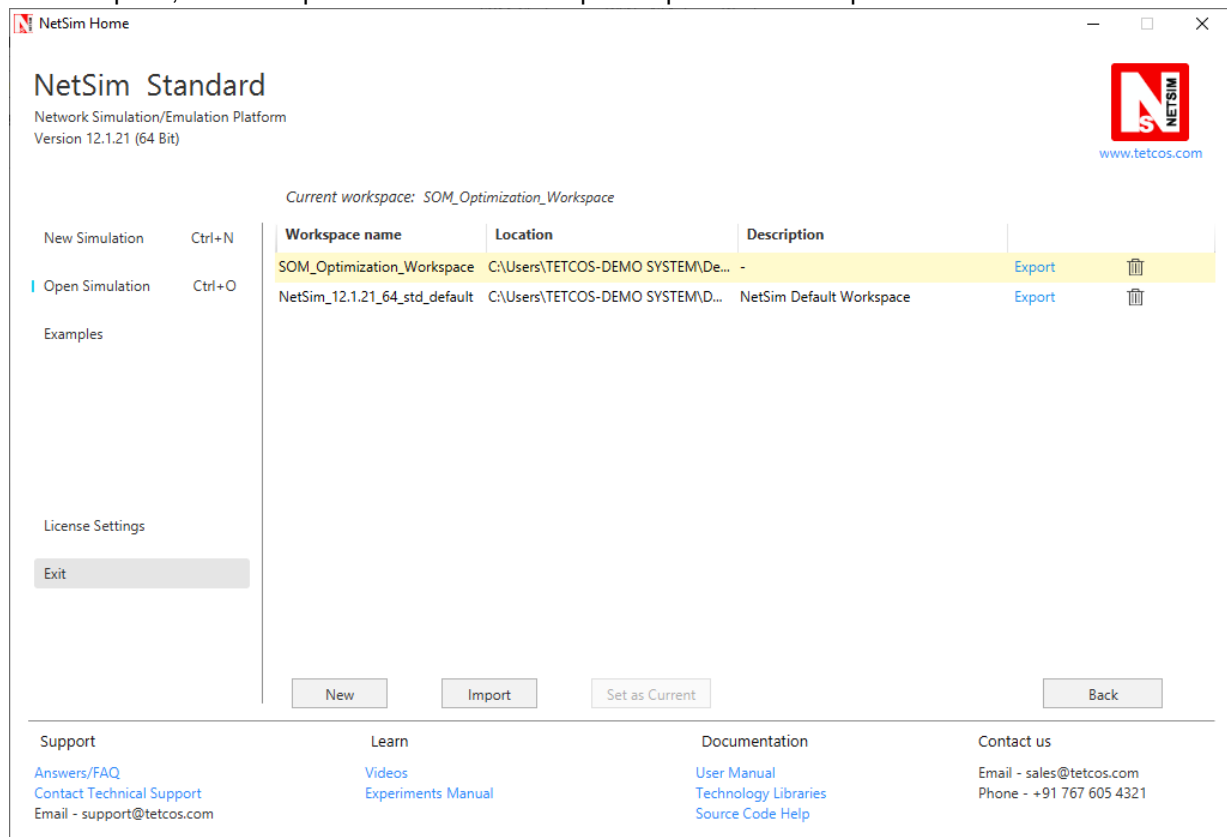 NetSim Home
NetSim Standard
Network Simulation/Emulation Platform
Version 12.1.21 (64 Bit)
NS NETSIM
www.tetcos.com
Current workspace: SOM_Optimization_Workspace
New Simulation Ctrl+N
Open Simulation Ctrl+O
Examples
License Settings
Exit
Workspace name Location Description
SOM_Optimization_Workspace C:\Users\TETCOS-DEMO SYSTEM\De... - Export
NetSim_12.1.21_64_std_default C:\Users\TETCOS-DEMO SYSTEM\D... NetSim Default Workspace Export
New Import Set as Current Back
Support Learn Documentation Contact us
Answers/FAQ Videos User Manual Email - sales@tetcos.com
Contact Technical Support Experiments Manual Technology Libraries Phone - +91 767 605 4321
Email - support@tetcos.com Source Code Help